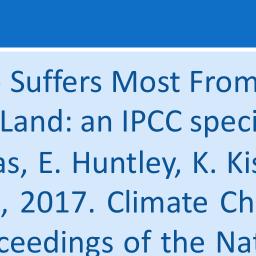 Suffers Most From
Land: an IPCC speci
as, E. Huntley, K. Kis
, 2017. Climate Ch
ceedings of the Nat